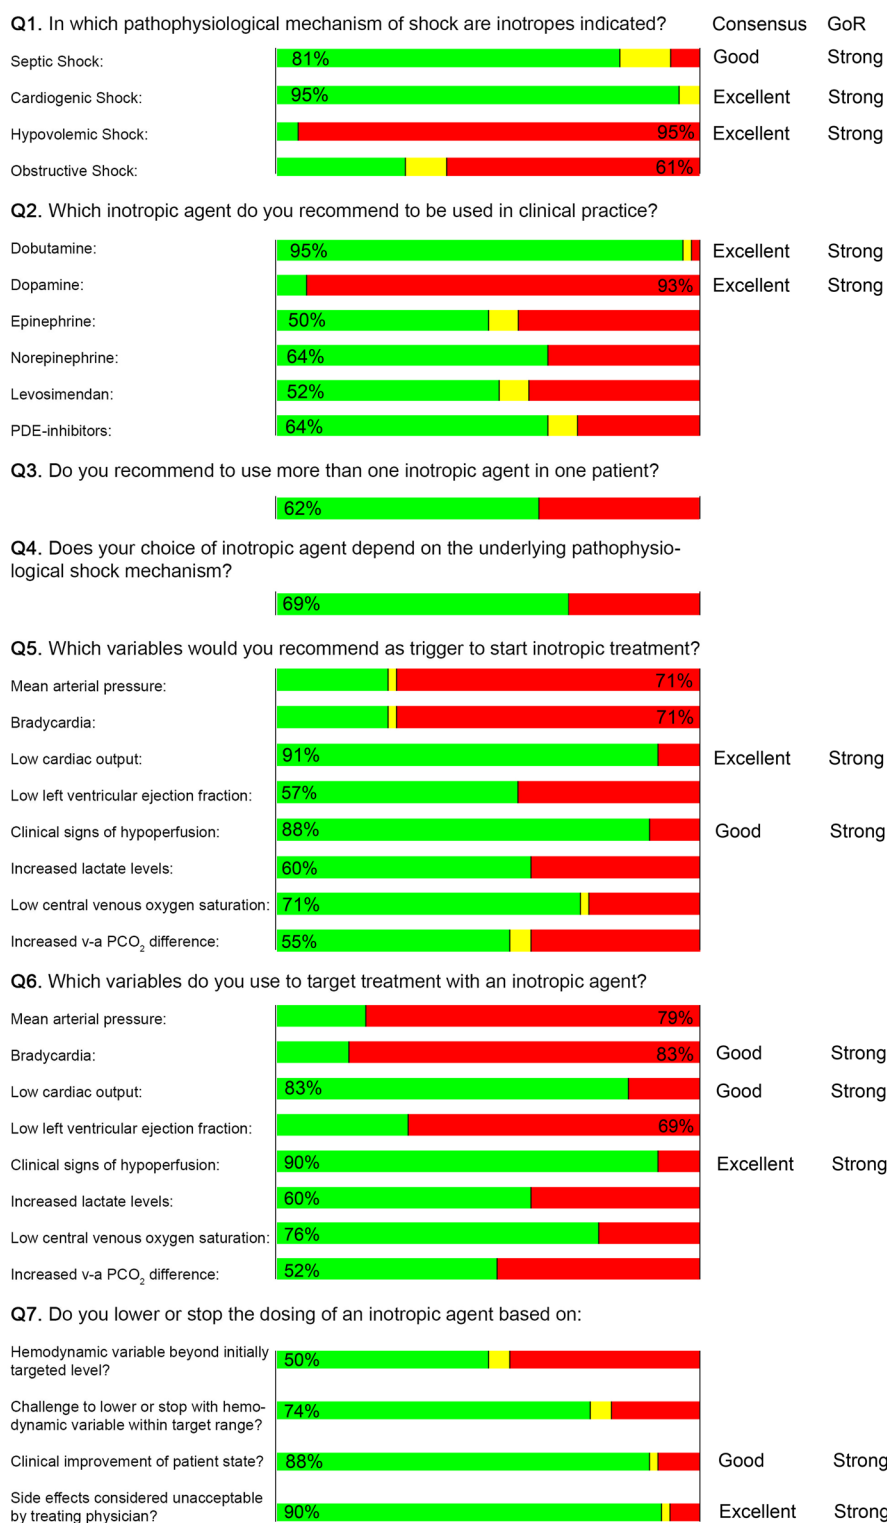 Q1. In which pathophysiological mechanism of shock are inotropes indicated? Consensus GoR
Septic Shock: 81% Good Strong
Cardiogenic Shock: 95% Excellent Strong
Hypovolemic Shock: 95% Excellent Strong
Obstructive Shock: 61%
Q2. Which inotropic agent do you recommend to be used in clinical practice?
Dobutamine: 95% Excellent Strong
Dopamine: 93% Excellent Strong
Epinephrine: 50%
Norepinephrine: 64%
Levosimendan: 52%
PDE-inhibitors: 64%
Q3. Do you recommend to use more than one inotropic agent in one patient?
62%
Q4. Does your choice of inotropic agent depend on the underlying pathophysio-
logical shock mechanism?
69%
Q5. Which variables would you recommend as trigger to start inotropic treatment?
Mean arterial pressure: 71%
Bradycardia: 71%
Low cardiac output: 91% Excellent Strong
Low left ventricular ejection fraction: 57%
Clinical signs of hypoperfusion: 88% Good Strong
Increased lactate levels: 60%
Low central venous oxygen saturation: 71%
Increased v-a PCO₂ difference: 55%
Q6. Which variables do you use to target treatment with an inotropic agent?
Mean arterial pressure: 79%
Bradycardia: 83% Good Strong
Low cardiac output: 83% Good Strong
Low left ventricular ejection fraction: 69%
Clinical signs of hypoperfusion: 90% Excellent Strong
Increased lactate levels: 60%
Low central venous oxygen saturation: 76%
Increased v-a PCO₂ difference: 52%
Q7. Do you lower or stop the dosing of an inotropic agent based on:
Hemodynamic variable beyond initially
targeted level? 50%
Challenge to lower or stop with hemo-
dynamic variable within target range? 74%
Clinical improvement of patient state? 88% Good Strong
Side effects considered unacceptable
by treating physician? 90% Excellent Strong